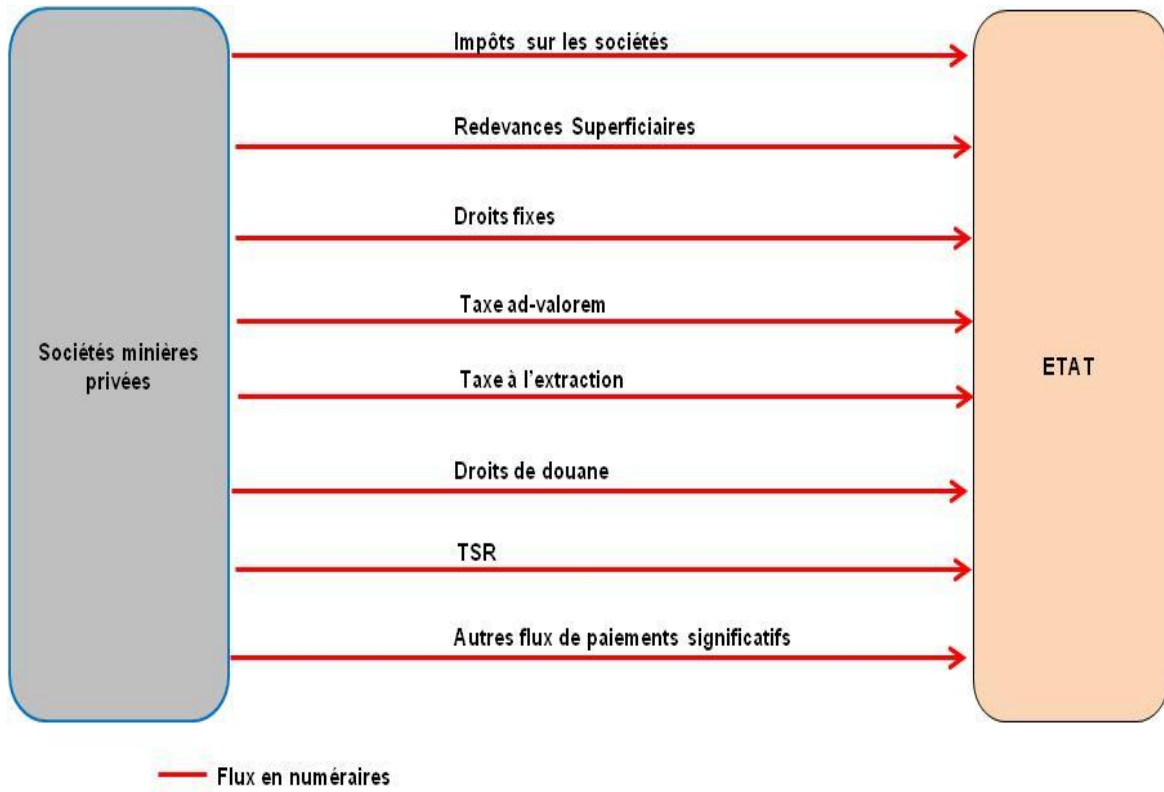 Impôts sur les sociétés
Redevances Superficiaires
Droits fixes
Taxe ad-valorem
Sociétés minières
privées
ETAT
Taxe à l'extraction
Droits de douane
TSR
Autres flux de paiements significatifs
Flux en numéraires